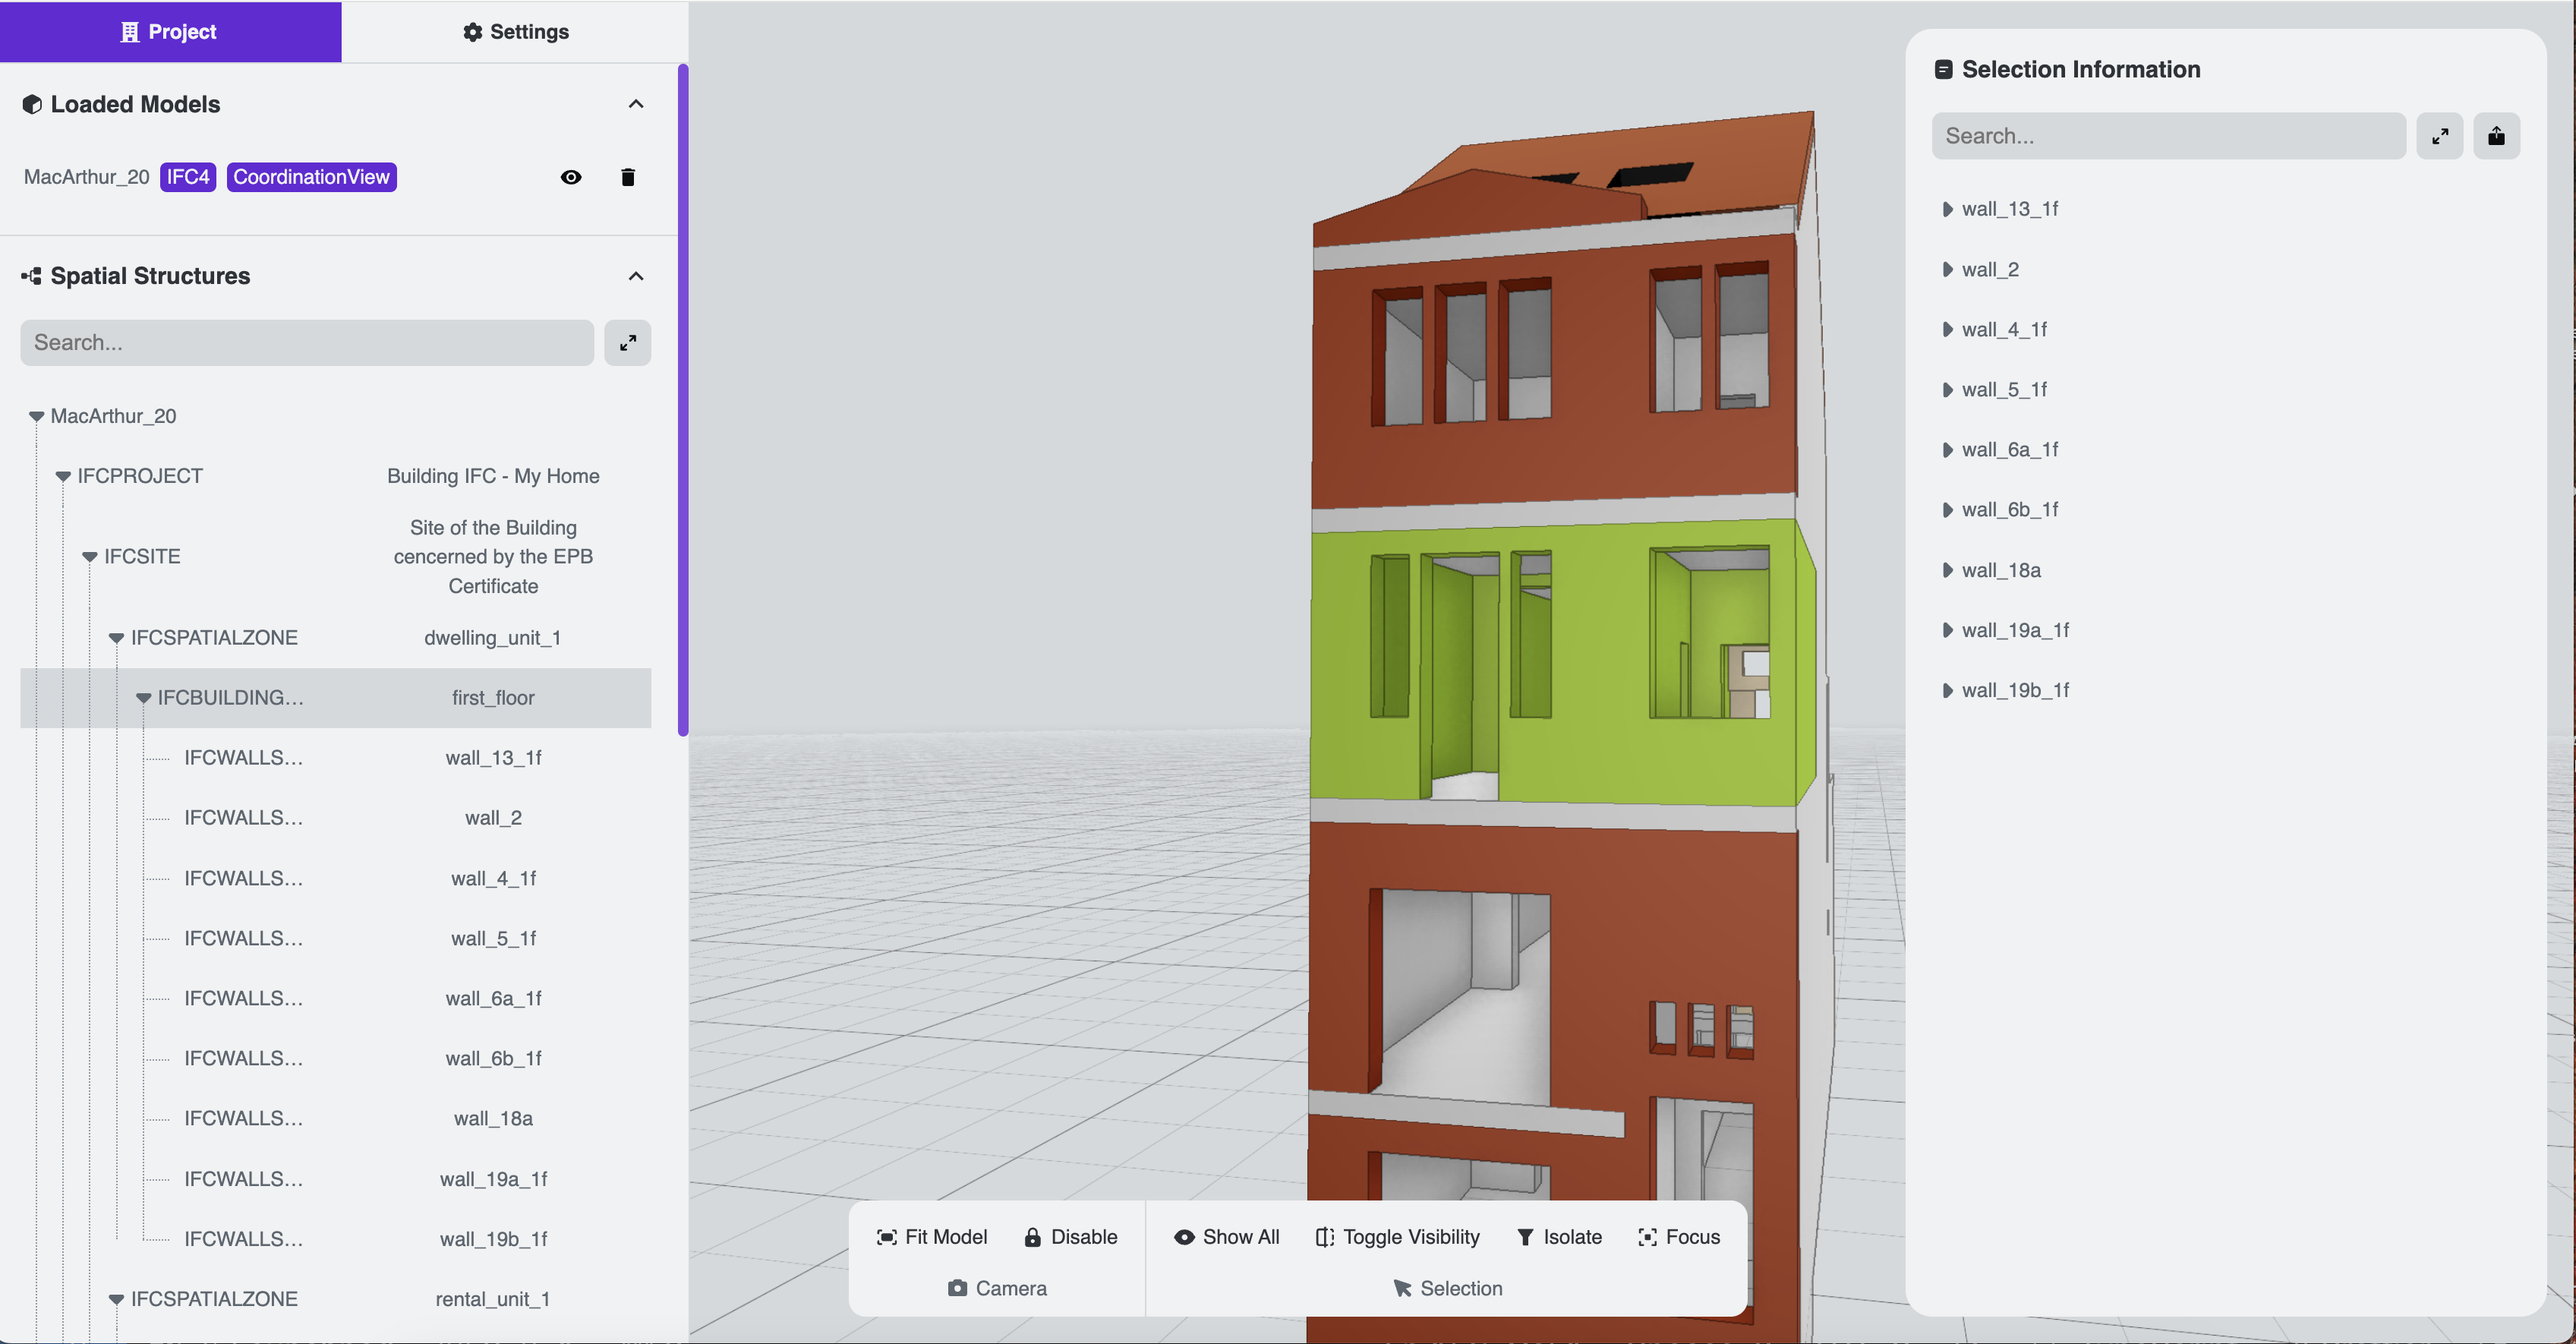 Project
Settings
Loaded Models
MacArthur_20 IFC4 CoordinationView
Spatial Structures
Search...
MacArthur_20
IFCPROJECT Building IFC - My Home
IFCSITE Site of the Building
cencerned by the EPB
Certificate
IFCSPATIALZONE dwelling_unit_1
IFCBUILDING... first_floor
IFCWALLS... wall_13_1f
IFCWALLS... wall_2
IFCWALLS... wall_4_1f
IFCWALLS... wall_5_1f
IFCWALLS... wall_6a_1f
IFCWALLS... wall_6b_1f
IFCWALLS... wall_18a
IFCWALLS... wall_19a_1f
IFCWALLS... wall_19b_1f
IFCSPATIALZONE rental_unit_1
Fit Model Disable
Camera
Show All Toggle Visibility Isolate Focus
Selection
Selection Information
Search...
wall_13_1f
wall_2
wall_4_1f
wall_5_1f
wall_6a_1f
wall_6b_1f
wall_18a
wall_19a_1f
wall_19b_1f